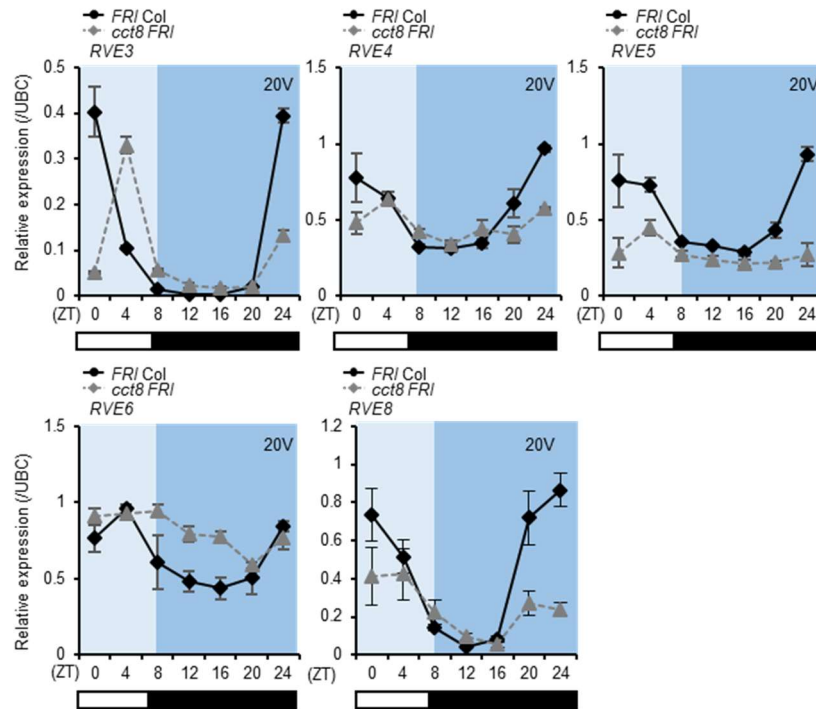 FRI Col
cct8 FRI
RVE3
0.5
0.4
0.3
0.2
0.1
0
Relative expression (/UBC)
20V
(ZT) 0 4 8 12 16 20 24
RVE4
1.5
1
0.5
0
20V
(ZT) 0 4 8 12 16 20 24
FRI Col
cct8 FRI
RVE5
1.5
1
0.5
0
20V
(ZT) 0 4 8 12 16 20 24
FRI Col
cct8 FRI
RVE6
1.5
1
0.5
0
Relative expression (/UBC)
20V
(ZT) 0 4 8 12 16 20 24
FRI Col
cct8 FRI
RVE8
1.2
1
0.8
0.6
0.4
0.2
0
20V
(ZT) 0 4 8 12 16 20 24